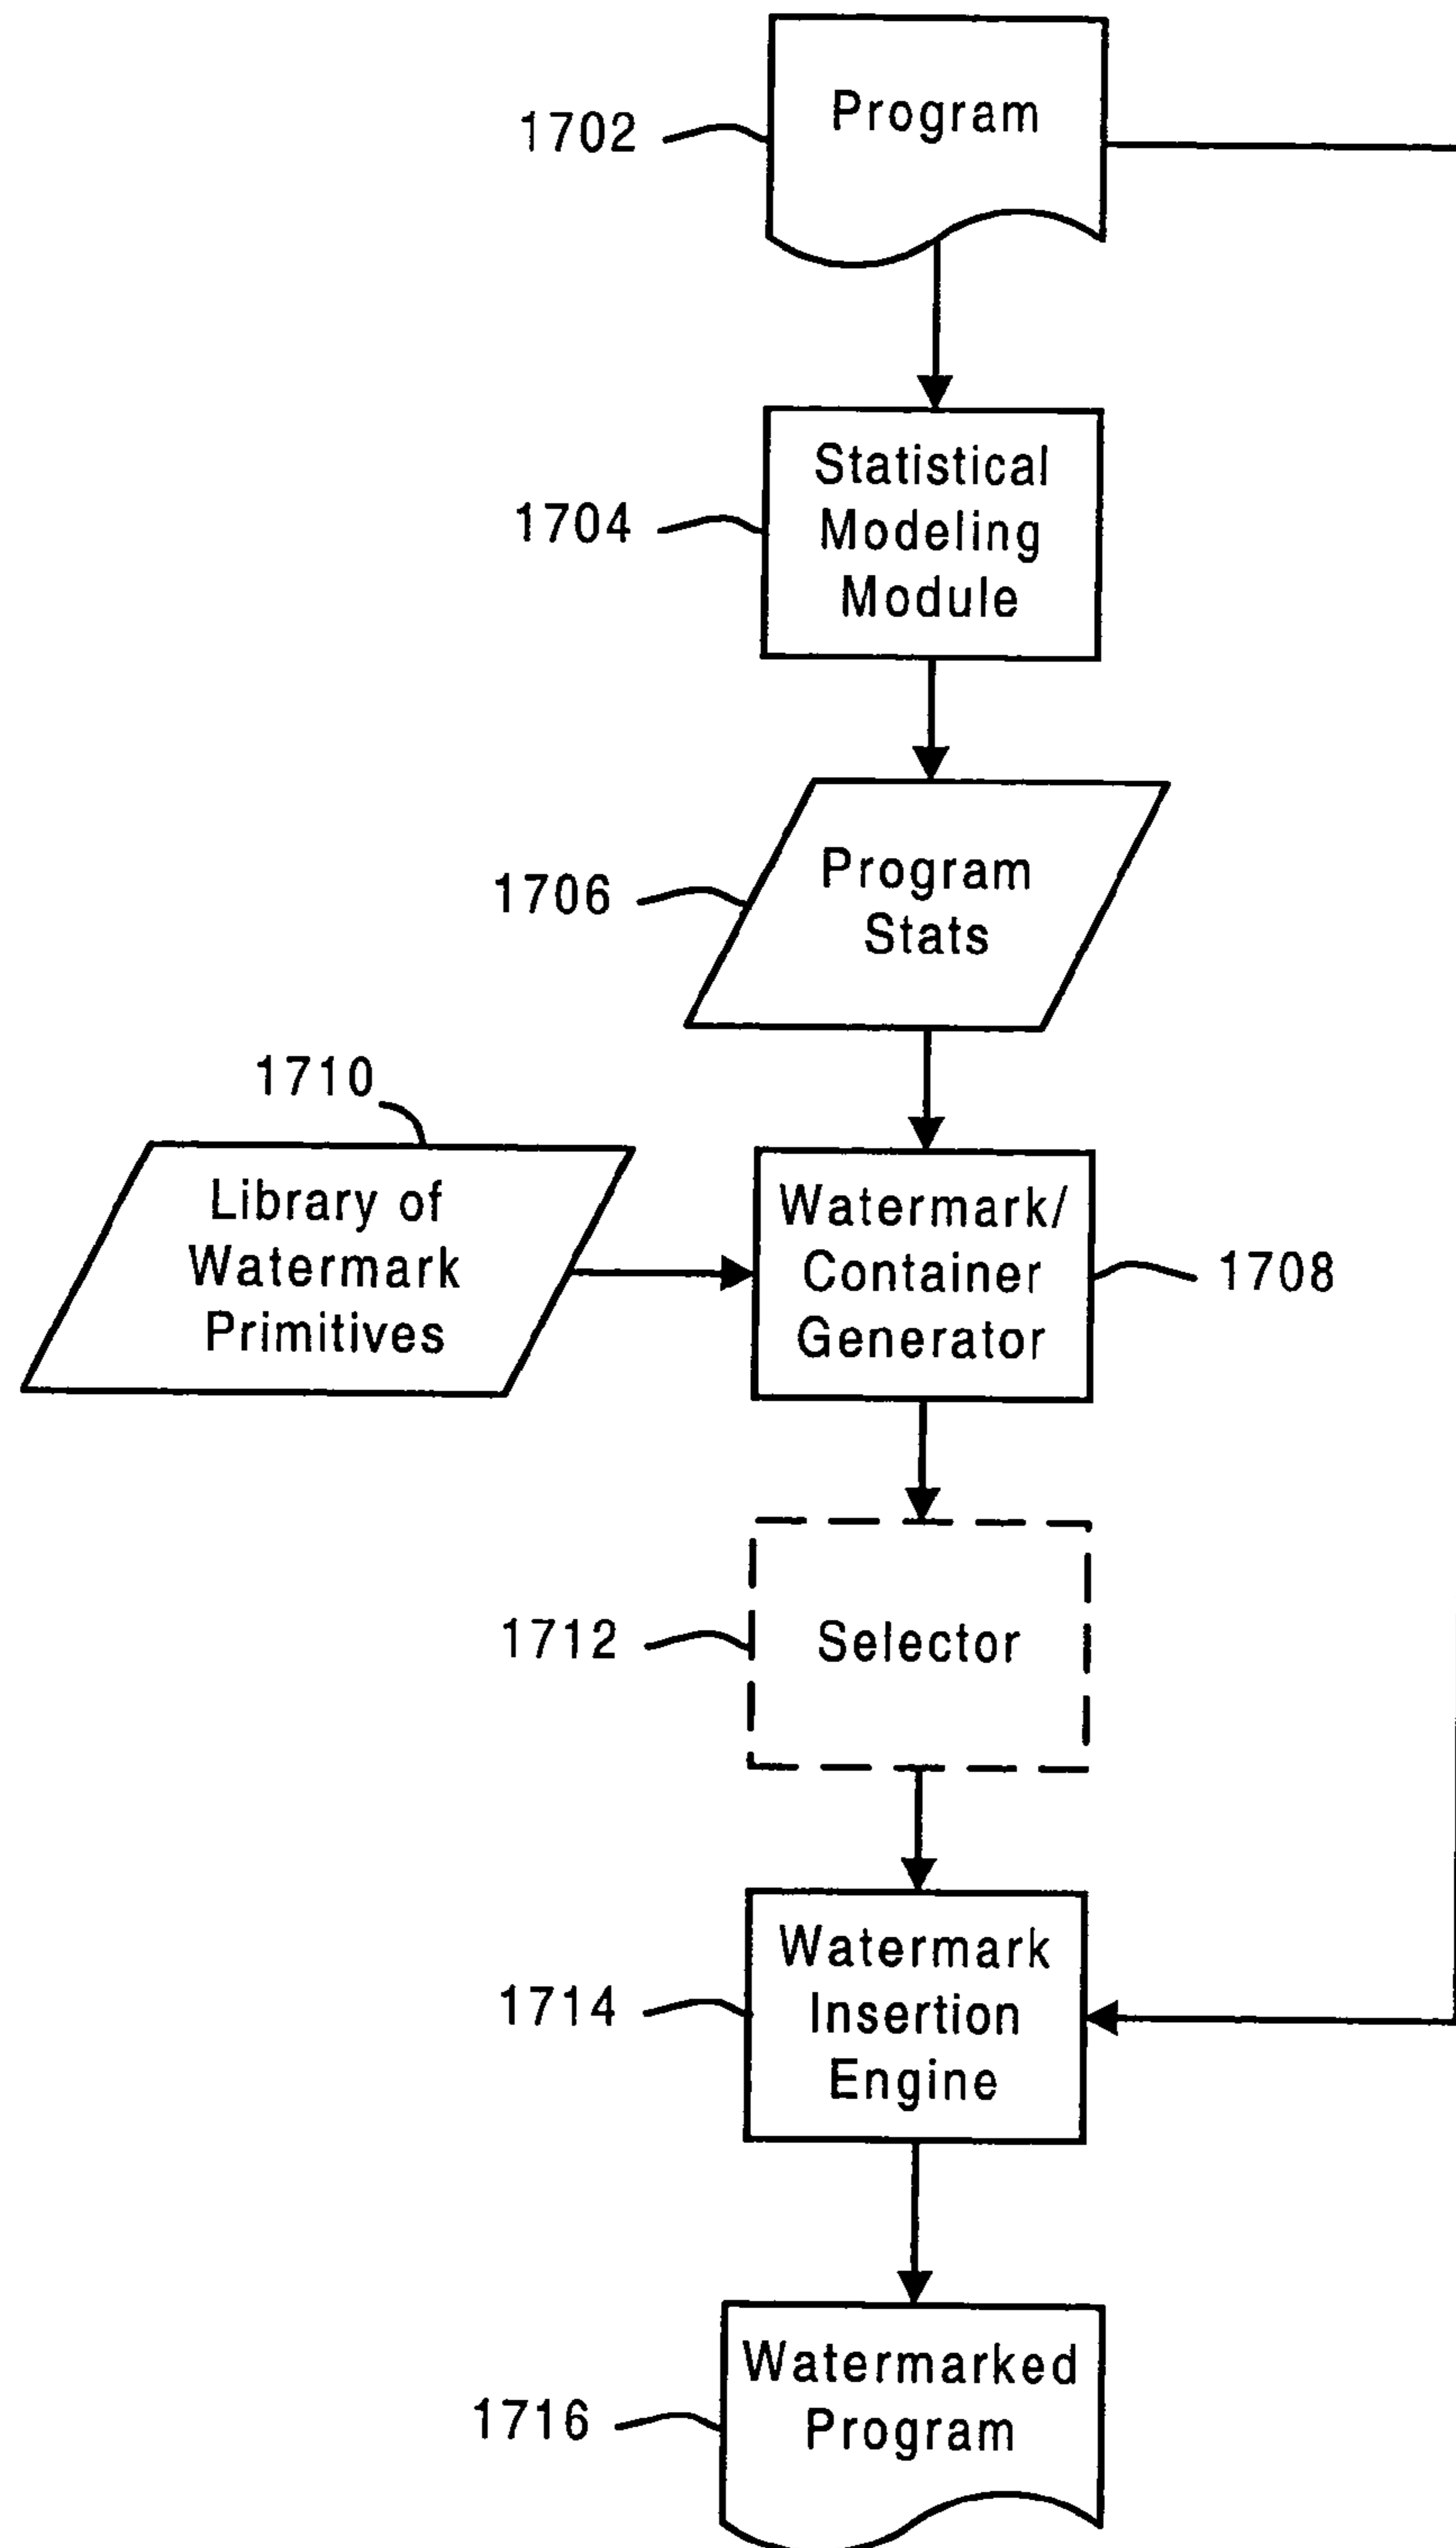 Program
1702
Statistical
Modeling
Module
1704
Program
Stats
1706
1710
Library of
Watermark
Primitives
Watermark/
Container
Generator
1708
Selector
1712
Watermark
Insertion
Engine
1714
Watermarked
Program
1716